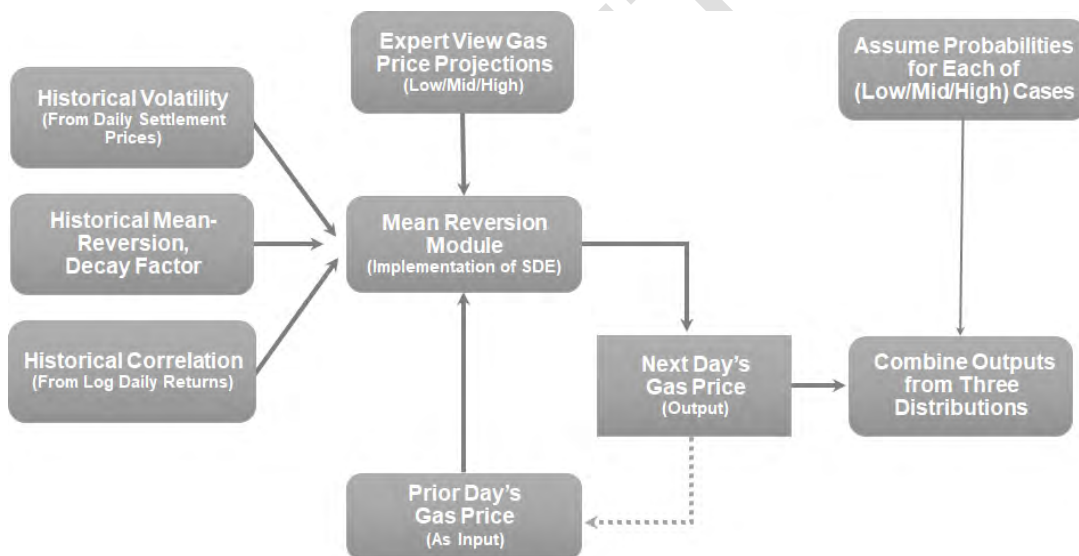 Expert View Gas
Price Projections
(Low/Mid/High)
Assume Probabilities
for Each of
(Low/Mid/High) Cases
Historical Volatility
(From Daily Settlement
Prices)
Historical Mean-
Reversion,
Decay Factor
Mean Reversion
Module
(Implementation of SDE)
Historical Correlation
(From Log Daily Returns)
Next Day's
Gas Price
(Output)
Combine Outputs
from Three
Distributions
Prior Day's
Gas Price
(As Input)